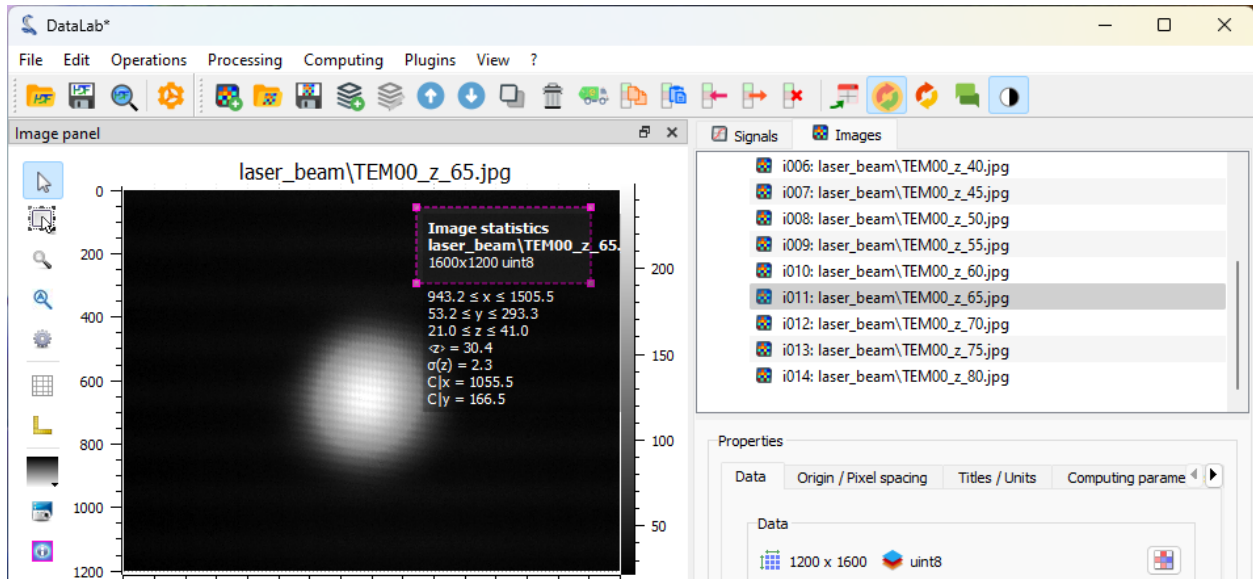 DataLab*
File Edit Operations Processing Computing Plugins View ?
Image panel
laser_beam\TEM00_z_65.jpg
0
200
400
600
800
1000
1200
Image statistics
laser_beam\TEM00_z_65.
1600x1200 uint8
943.2 ≤ x ≤ 1505.5
53.2 ≤ y ≤ 293.3
21.0 ≤ z ≤ 41.0
<z> = 30.4
σ(z) = 2.3
C|x = 1055.5
C|y = 166.5
200
150
100
50
Signals Images
i006: laser_beam\TEM00_z_40.jpg
i007: laser_beam\TEM00_z_45.jpg
i008: laser_beam\TEM00_z_50.jpg
i009: laser_beam\TEM00_z_55.jpg
i010: laser_beam\TEM00_z_60.jpg
i011: laser_beam\TEM00_z_65.jpg
i012: laser_beam\TEM00_z_70.jpg
i013: laser_beam\TEM00_z_75.jpg
i014: laser_beam\TEM00_z_80.jpg
Properties
Data Origin / Pixel spacing Titles / Units Computing parame
Data
1200 x 1600 uint8